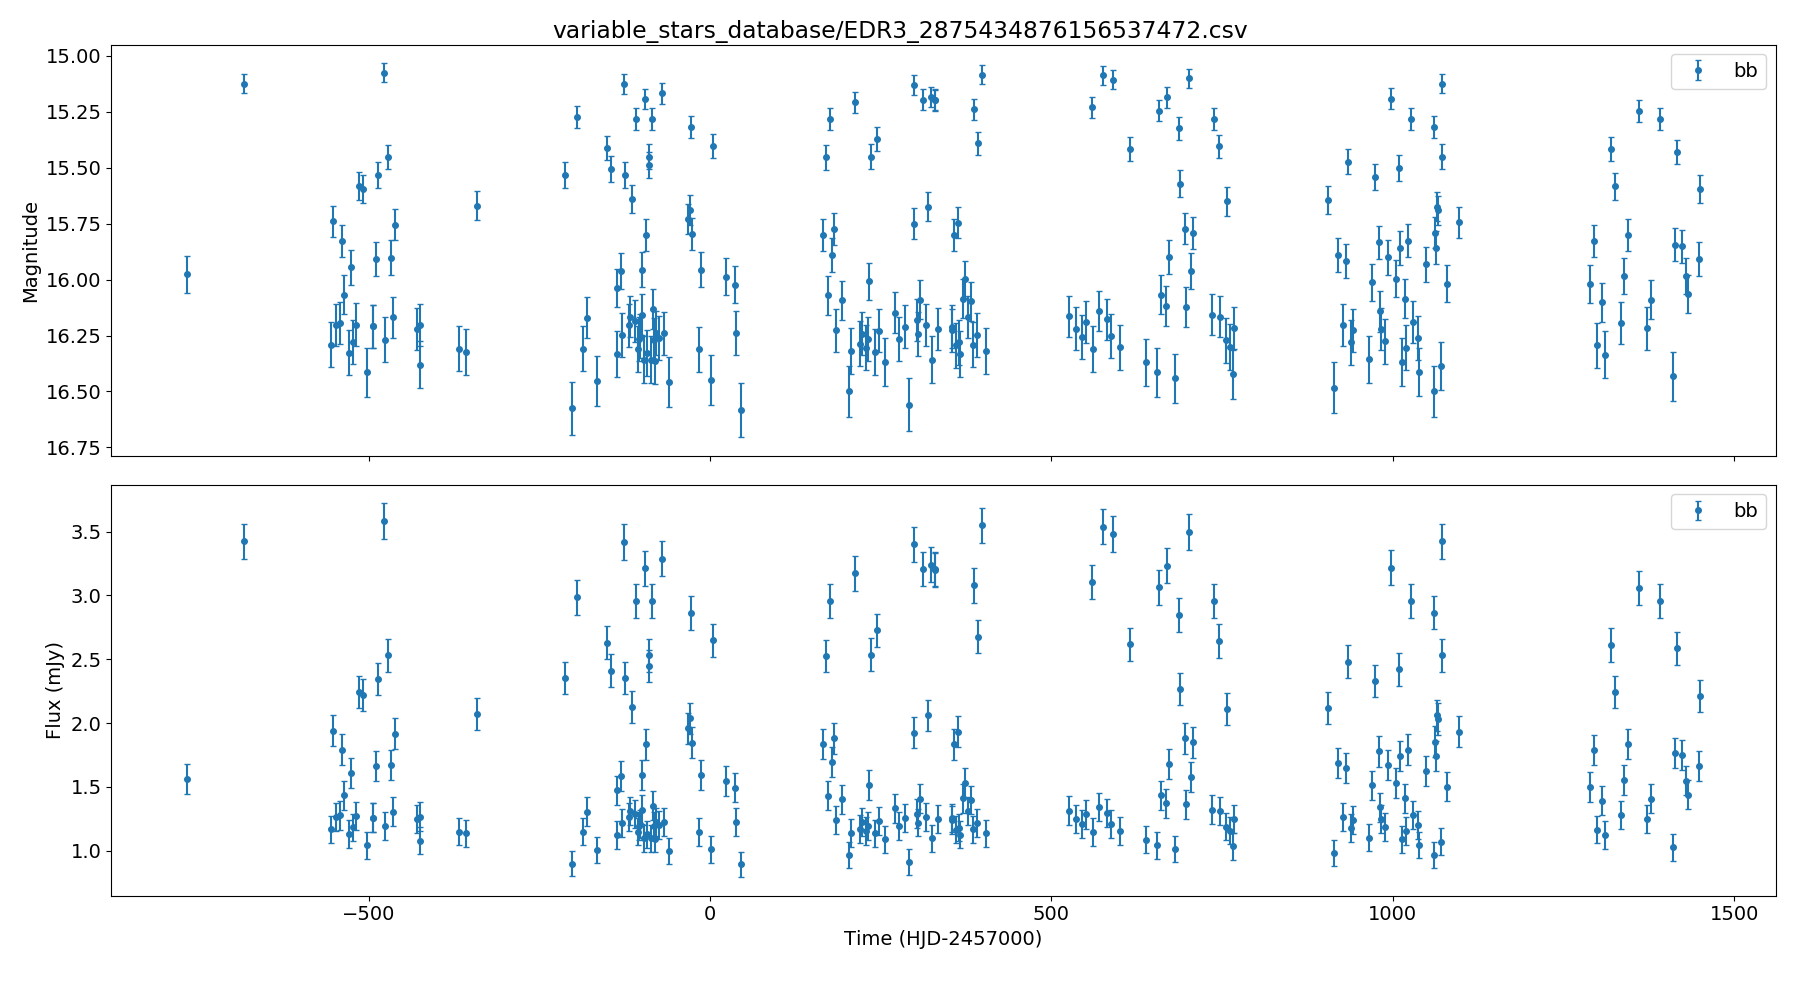 variable_stars_database/EDR3_2875434876156537472.csv
15.00
15.25
15.50
15.75
16.00
16.25
16.50
16.75
Magnitude
bb
3.5
3.0
2.5
2.0
1.5
1.0
Flux (mJy)
bb
−500 0 500 1000 1500
Time (HJD-2457000)